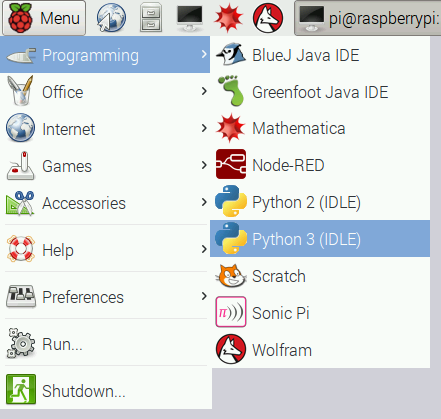 Menu
pi@raspberrypi:
Programming
Office
Internet
Games
Accessories
Help
Preferences
Run...
Shutdown...
BlueJ Java IDE
Greenfoot Java IDE
Mathematica
Node-RED
Python 2 (IDLE)
Python 3 (IDLE)
Scratch
π)))
Sonic Pi
Wolfram